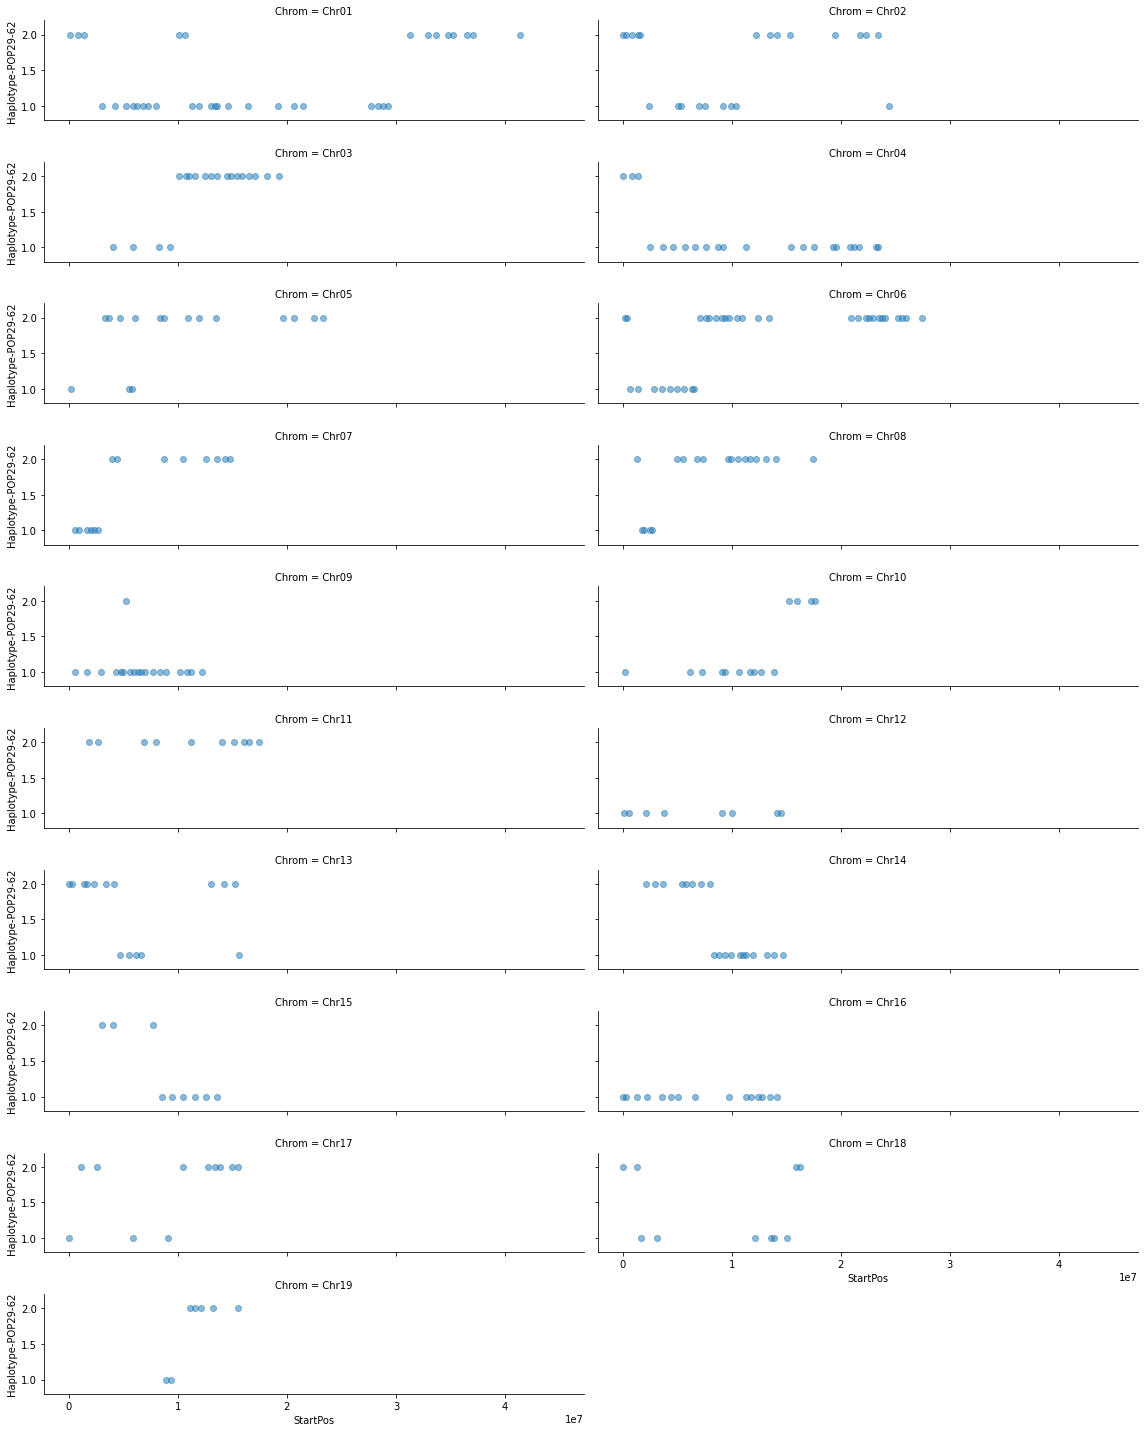 Chrom = Chr01
Chrom = Chr02
Haplotype-POP29-62
2.0
1.5
1.0
Chrom = Chr03
Chrom = Chr04
Haplotype-POP29-62
2.0
1.5
1.0
Chrom = Chr05
Chrom = Chr06
Haplotype-POP29-62
2.0
1.5
1.0
Chrom = Chr07
Chrom = Chr08
Haplotype-POP29-62
2.0
1.5
1.0
Chrom = Chr09
Chrom = Chr10
Haplotype-POP29-62
2.0
1.5
1.0
Chrom = Chr11
Chrom = Chr12
Haplotype-POP29-62
2.0
1.5
1.0
Chrom = Chr13
Chrom = Chr14
Haplotype-POP29-62
2.0
1.5
1.0
Chrom = Chr15
Chrom = Chr16
Haplotype-POP29-62
2.0
1.5
1.0
Chrom = Chr17
Chrom = Chr18
Haplotype-POP29-62
2.0
1.5
1.0
0 1 2 3 4
StartPos
1e7
Chrom = Chr19
Haplotype-POP29-62
2.0
1.5
1.0
0 1 2 3 4
StartPos
1e7